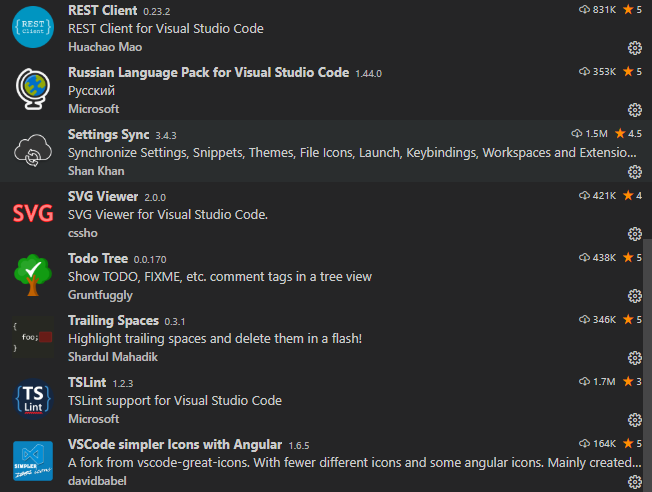 REST Client 0.23.2 831K 5
REST Client for Visual Studio Code
Huachao Mao
Russian Language Pack for Visual Studio Code 1.44.0 353K 5
Русский
Microsoft
Settings Sync 3.4.3 1.5M 4.5
Synchronize Settings, Snippets, Themes, File Icons, Launch, Keybindings, Workspaces and Extensio...
Shan Khan
SVG
SVG Viewer 2.0.0 421K 4
SVG Viewer for Visual Studio Code.
cssho
Todo Tree 0.0.170 438K 5
Show TODO, FIXME, etc. comment tags in a tree view
Gruntfuggly
{
foo;
}
Trailing Spaces 0.3.1 346K 5
Highlight trailing spaces and delete them in a flash!
Shardul Mahadik
TS
Lint
TSLint 1.2.3 1.7M 3
TSLint support for Visual Studio Code
Microsoft
VSCode simpler Icons with Angular 1.6.5 164K 5
A fork from vscode-great-icons. With fewer different icons and some angular icons. Mainly created...
davidbabel